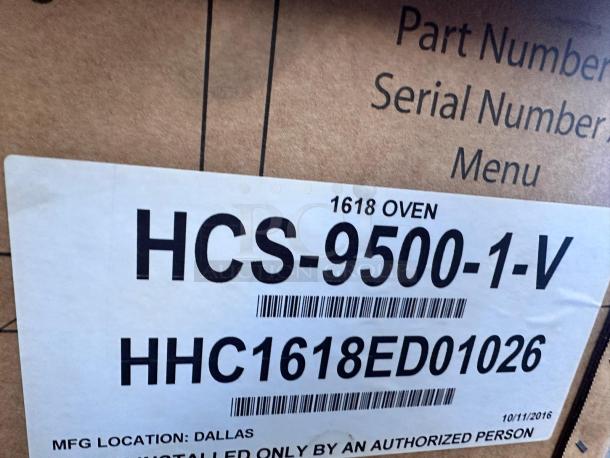 Part Number
Serial Number
Menu
1618 OVEN
HCS-9500-1-V
HHC1618ED01026
10/11/2016
MFG LOCATION: DALLAS
INSTALLED ONLY BY AN AUTHORIZED PERSON